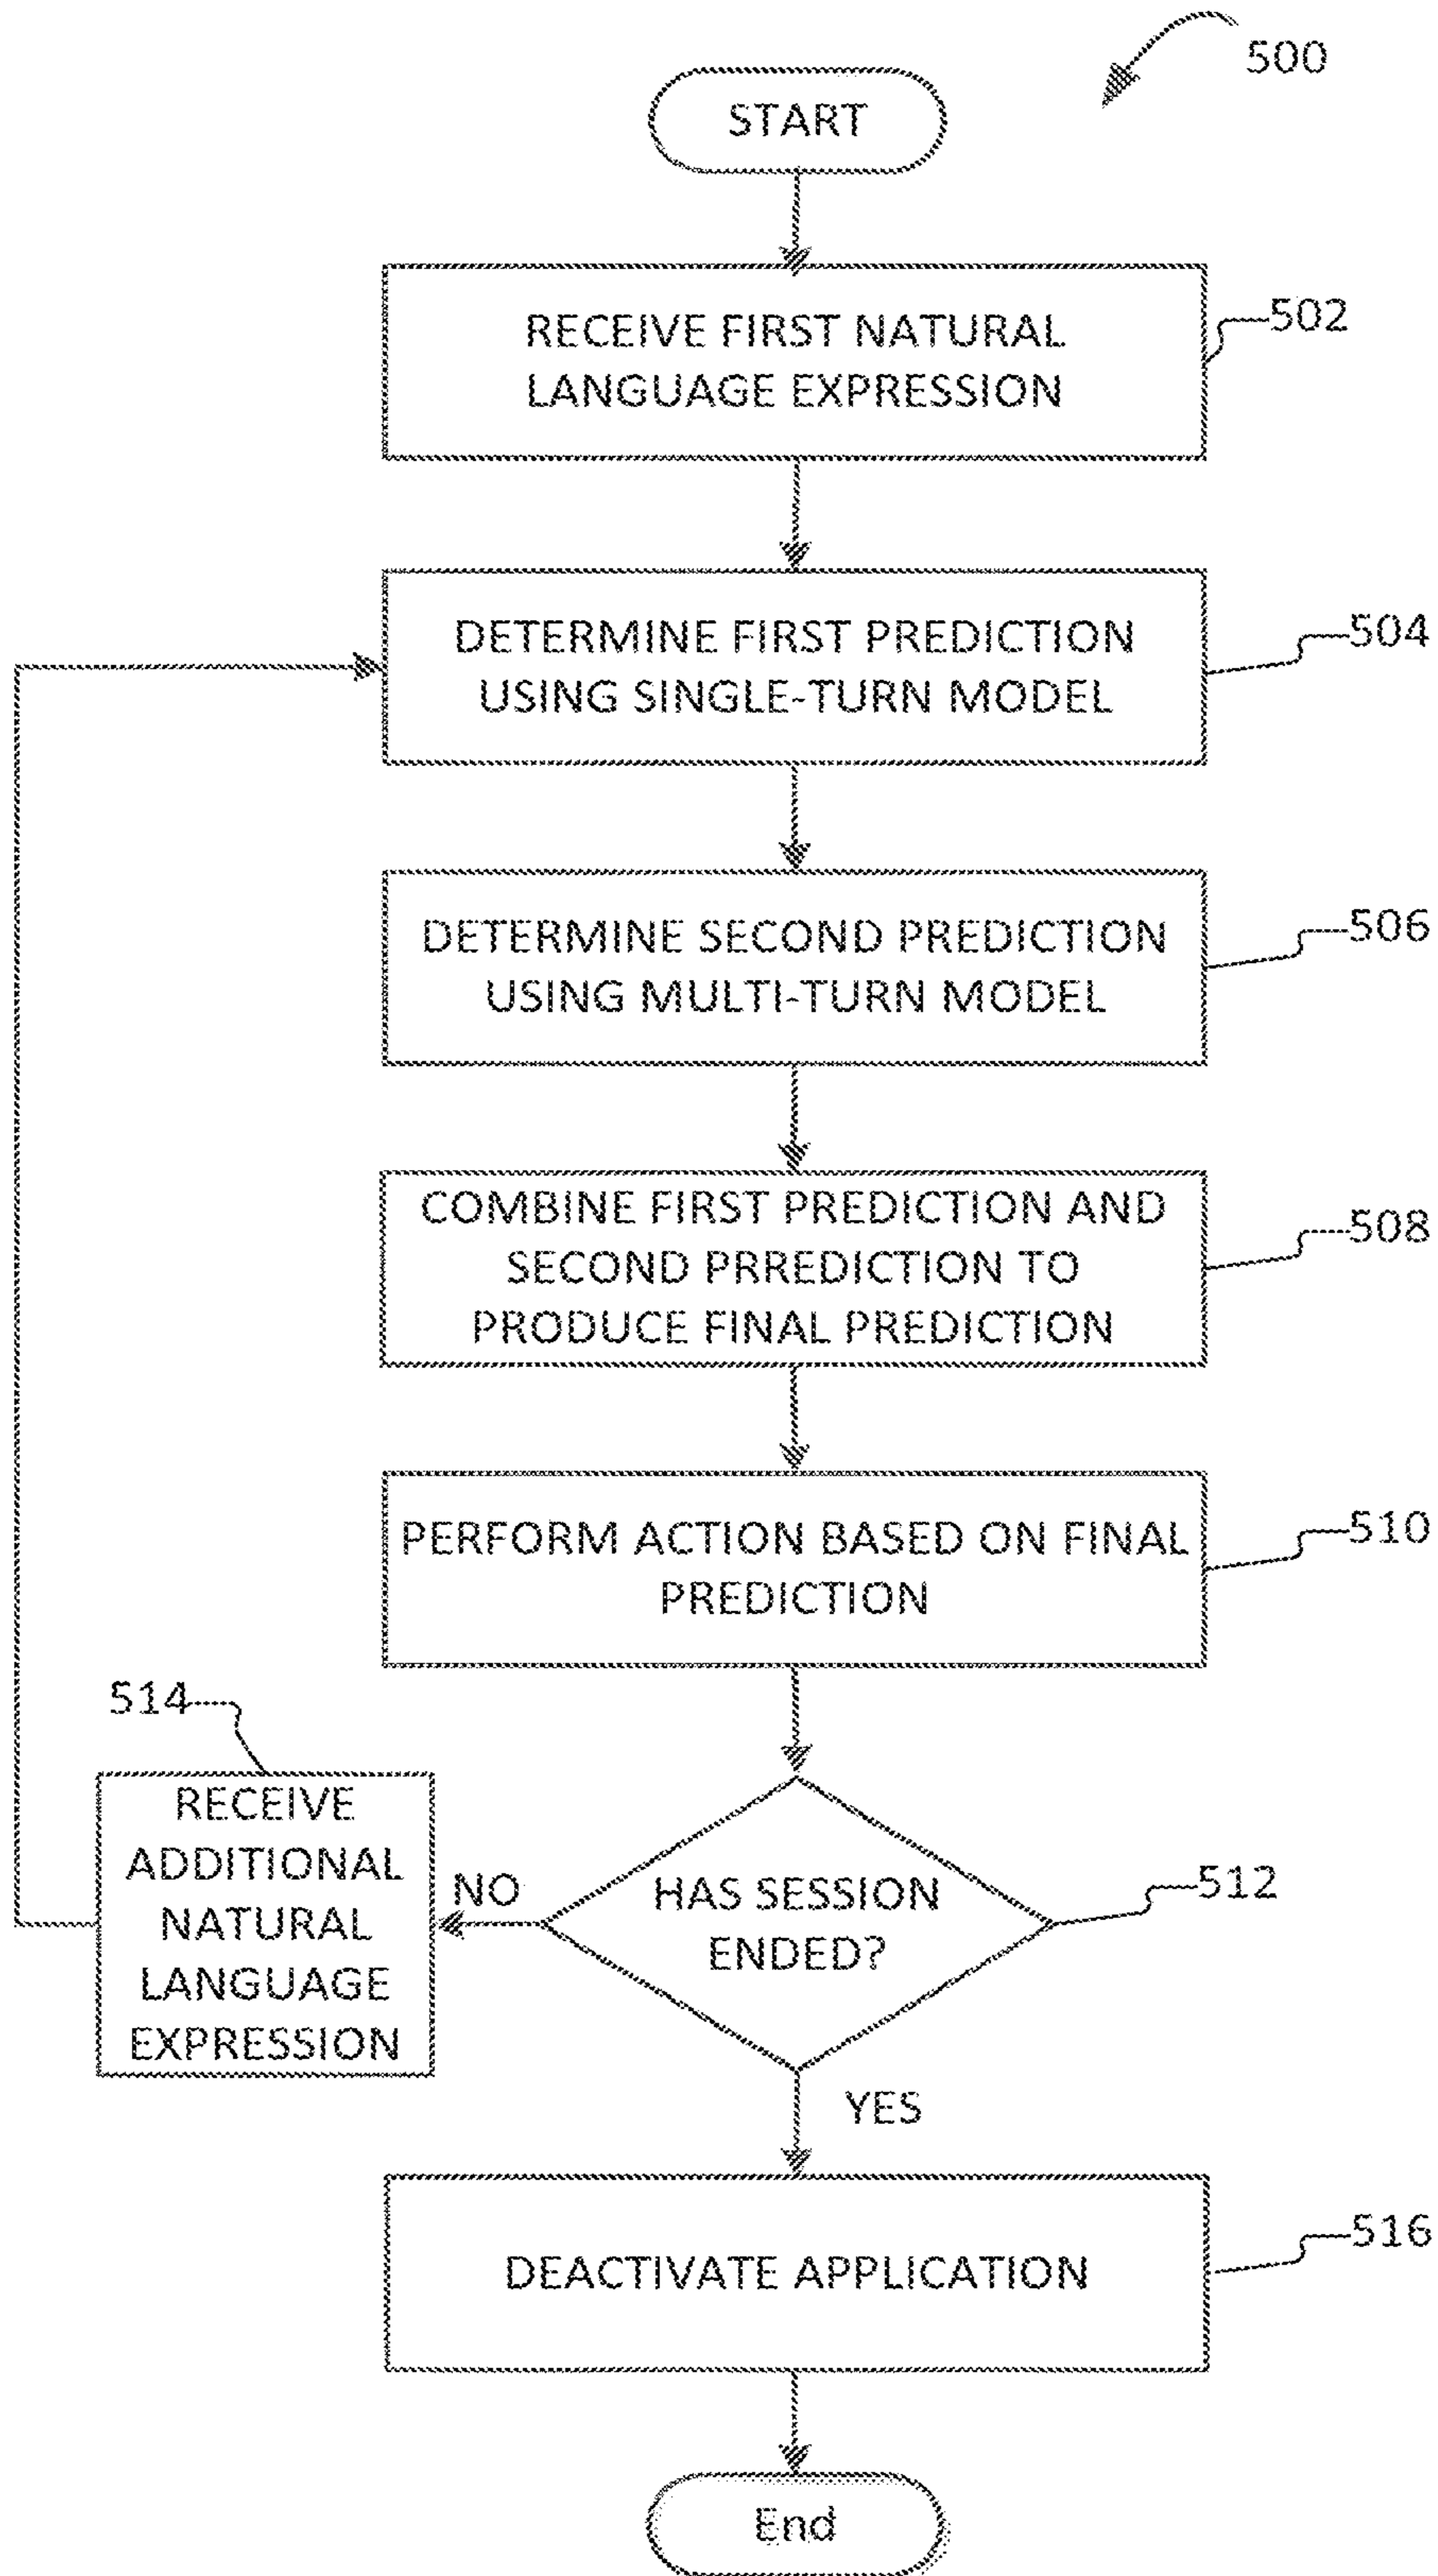 500
START
RECEIVE FIRST NATURAL
LANGUAGE EXPRESSION
502
DETERMINE FIRST PREDICTION
USING SINGLE-TURN MODEL
504
DETERMINE SECOND PREDICTION
USING MULTI-TURN MODEL
506
COMBINE FIRST PREDICTION AND
SECOND PRREDICTION TO
PRODUCE FINAL PREDICTION
508
PERFORM ACTION BASED ON FINAL
PREDICTION
510
514
RECEIVE
ADDITIONAL
NATURAL
LANGUAGE
EXPRESSION
NO
HAS SESSION
ENDED?
512
YES
DEACTIVATE APPLICATION
516
End